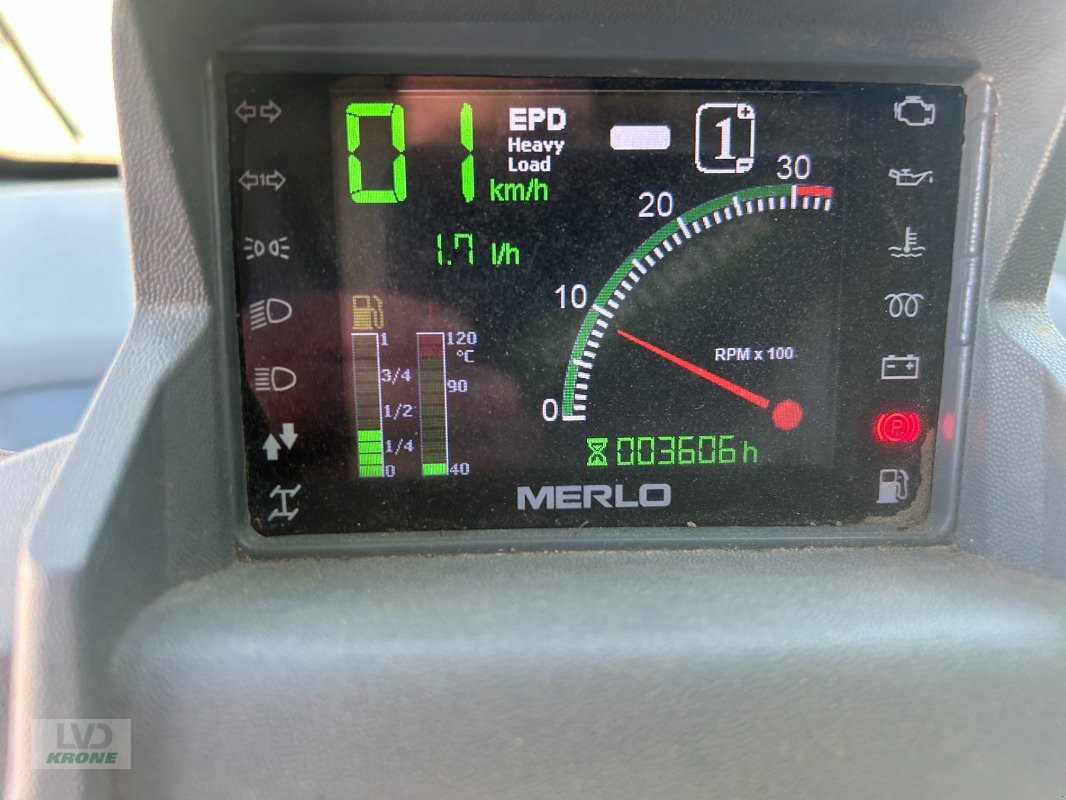 01 km/h
EPD
Heavy
Load
1
1.7 l/h
1
3/4
1/2
1/4
0
120
°C
90
40
0
10
20
30
RPM x 100
003606 h
MERLO
1
P
LVD
KRONE